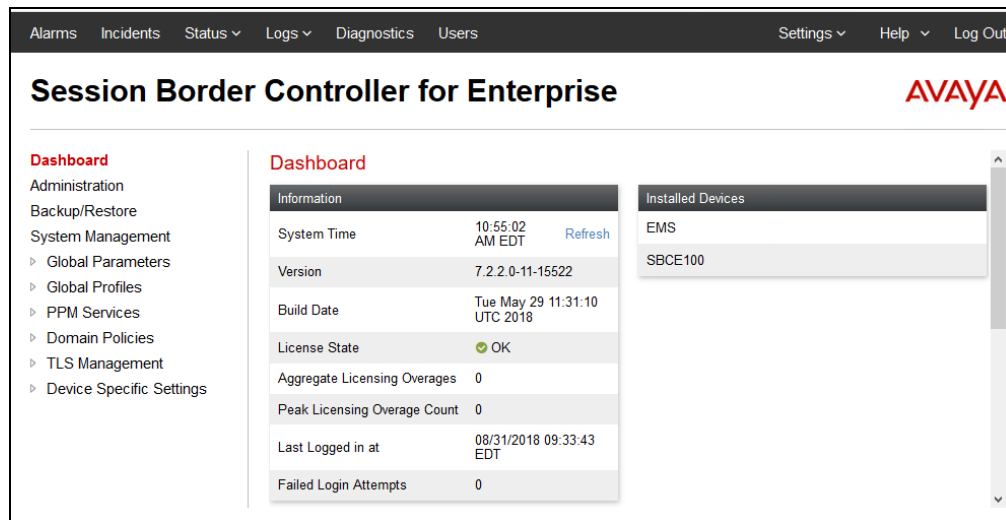 Alarms Incidents Status Logs Diagnostics Users Settings Help Log Out
Session Border Controller for Enterprise
AVAYA
Dashboard
Administration
Backup/Restore
System Management
Global Parameters
Global Profiles
PPM Services
Domain Policies
TLS Management
Device Specific Settings
Dashboard
Information
System Time 10:55:02 AM EDT Refresh
Version 7.2.2.0-11-15522
Build Date Tue May 29 11:31:10 UTC 2018
License State OK
Aggregate Licensing Overages 0
Peak Licensing Overage Count 0
Last Logged in at 08/31/2018 09:33:43 EDT
Failed Login Attempts 0
Installed Devices
EMS
SBCE100